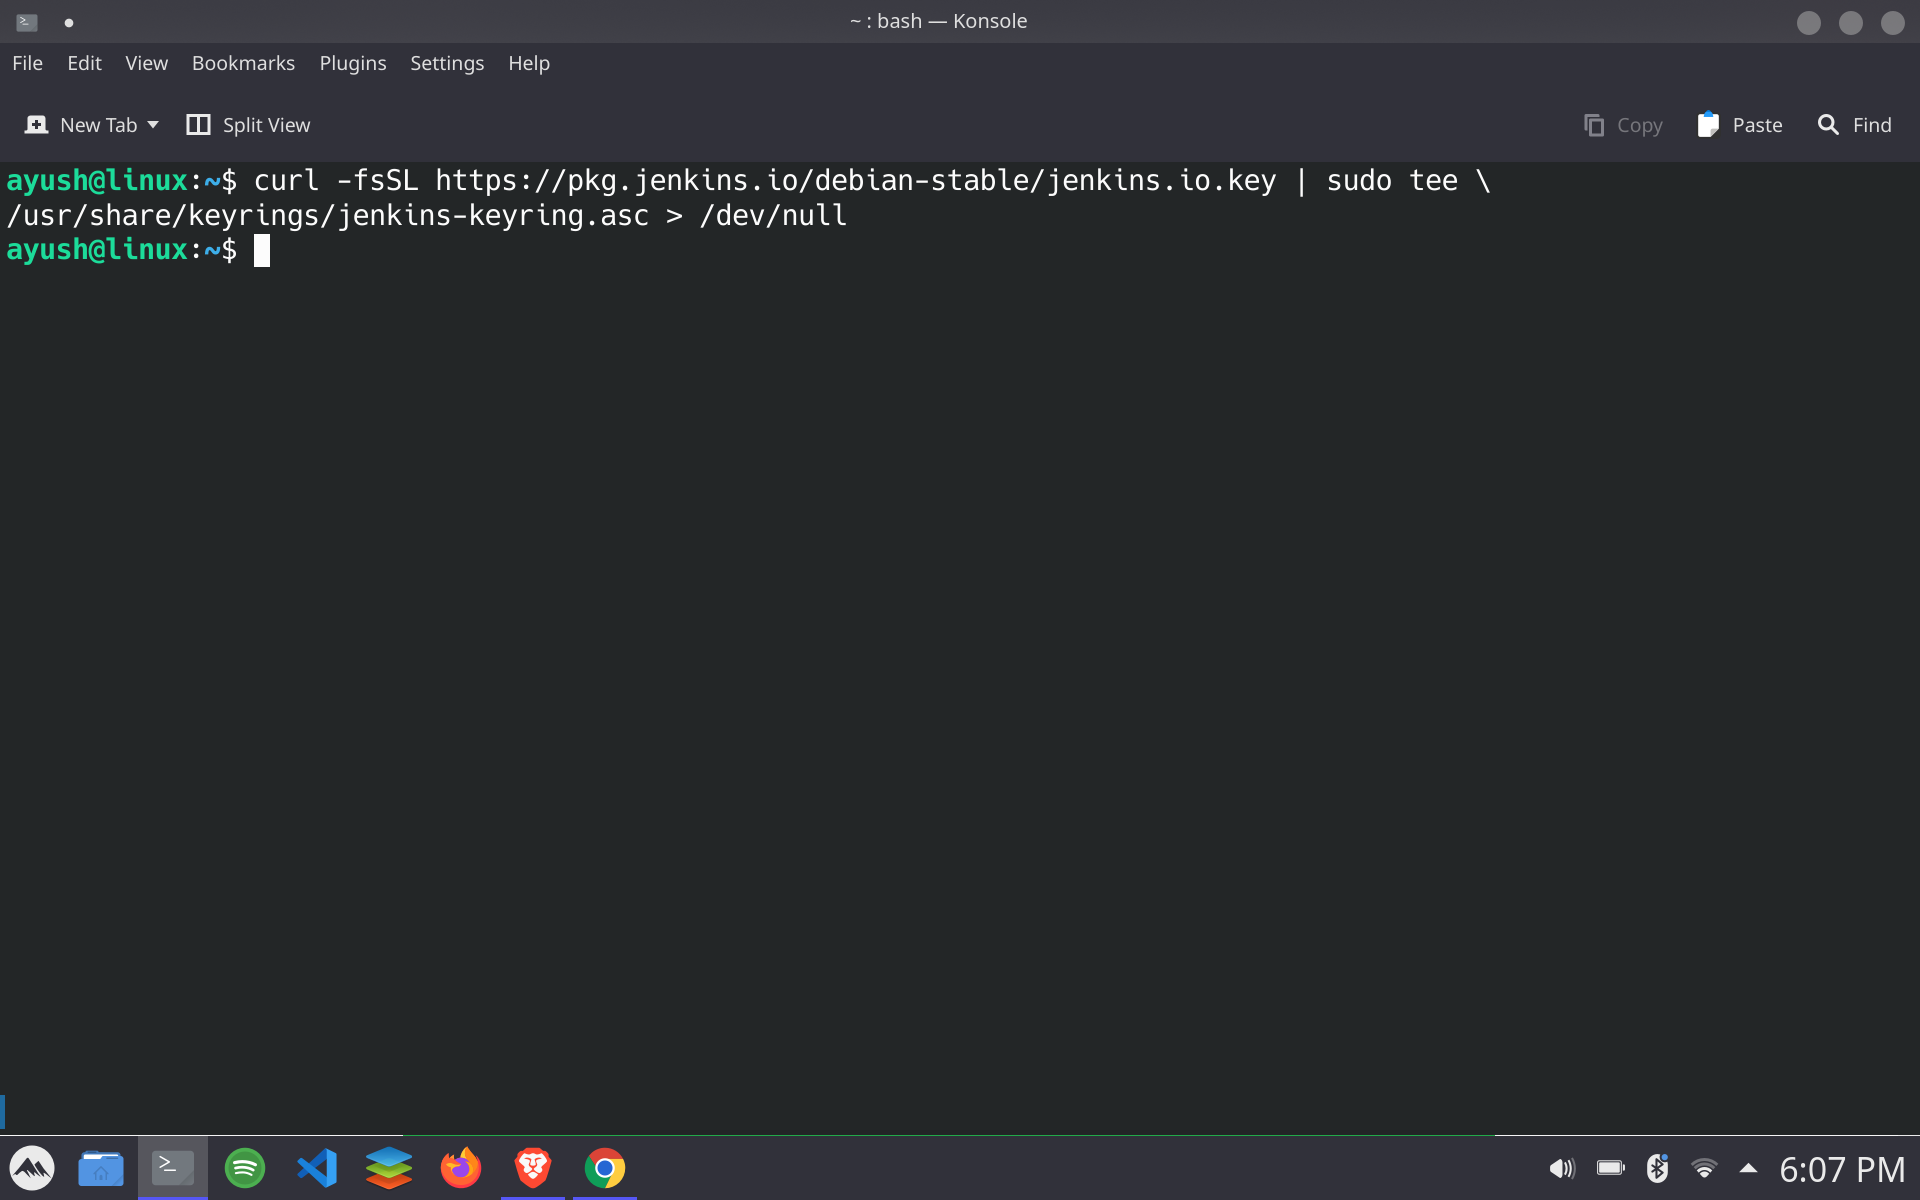 ~ : bash — Konsole
File Edit View Bookmarks Plugins Settings Help
New Tab Split View Copy Paste Find
ayush@linux:~$ curl -fsSL https://pkg.jenkins.io/debian-stable/jenkins.io.key | sudo tee \
/usr/share/keyrings/jenkins-keyring.asc > /dev/null
ayush@linux:~$
6:07 PM